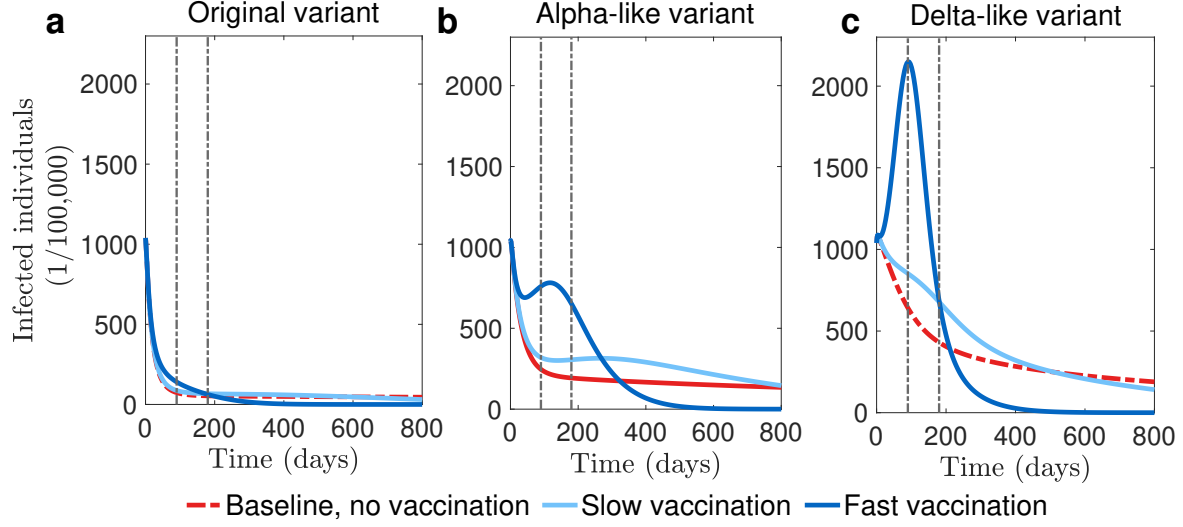 a Original variant
b Alpha-like variant
c Delta-like variant
Infected individuals
(1/100,000)
2000
1500
1000
500
0
0 200 400 600 800
Time (days)
2000
1500
1000
500
0
0 200 400 600 800
Time (days)
2000
1500
1000
500
0
0 200 400 600 800
Time (days)
Baseline, no vaccination Slow vaccination Fast vaccination